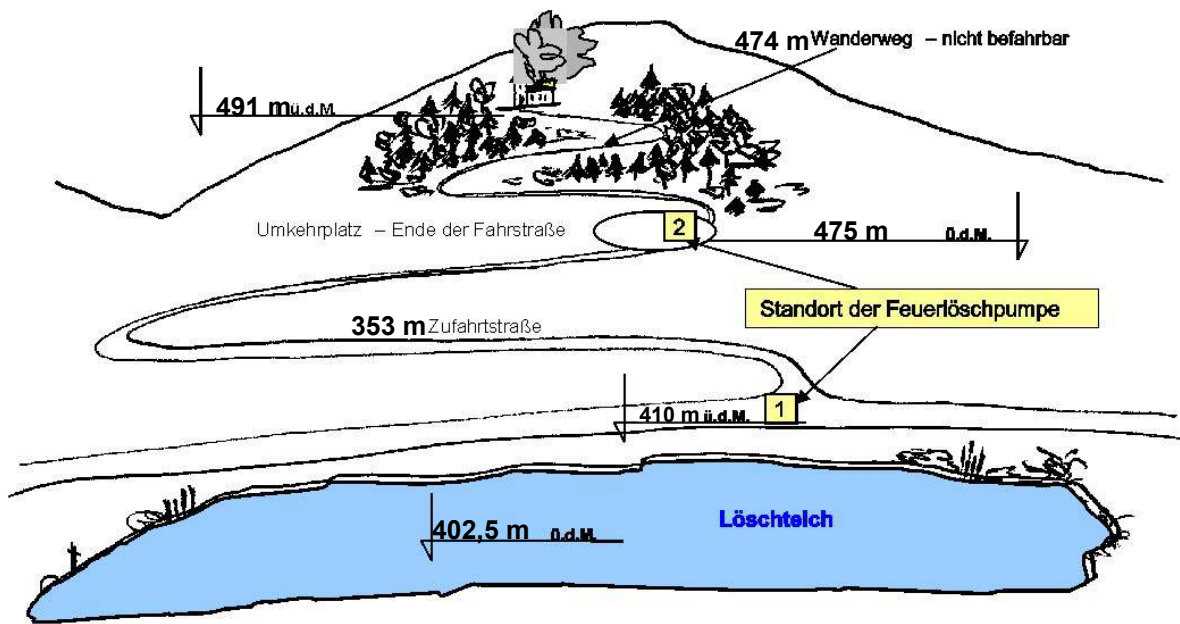 474 m Wanderweg – nicht befahrbar
491 m ü.d.M.
Umkehrplatz – Ende der Fahrstraße
2
475 m ü.d.M.
Standort der Feuerlöschpumpe
353 m Zufahrtstraße
1
410 m ü.d.M.
Löschteich
402,5 m ü.d.M.